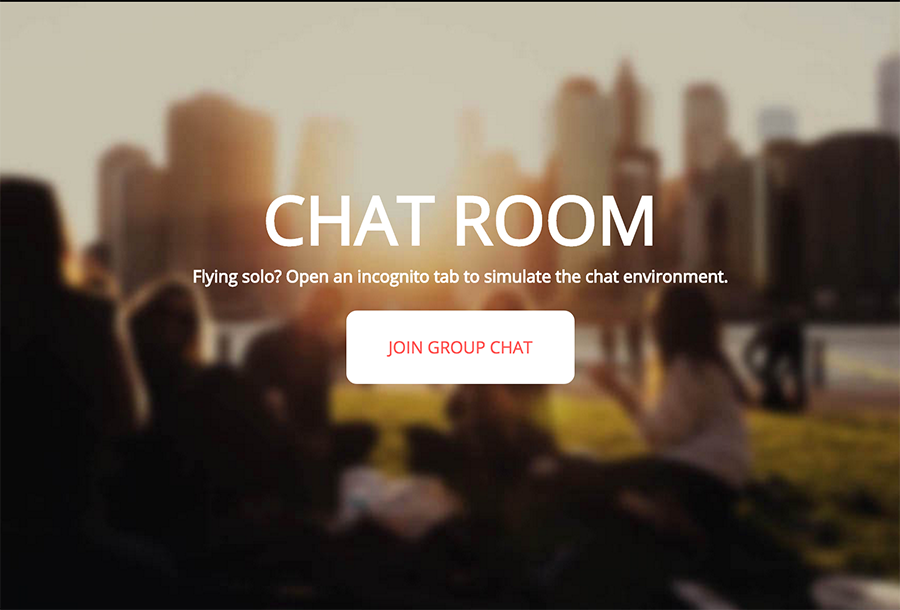 CHAT ROOM
Flying solo? Open an incognito tab to simulate the chat environment.
JOIN GROUP CHAT